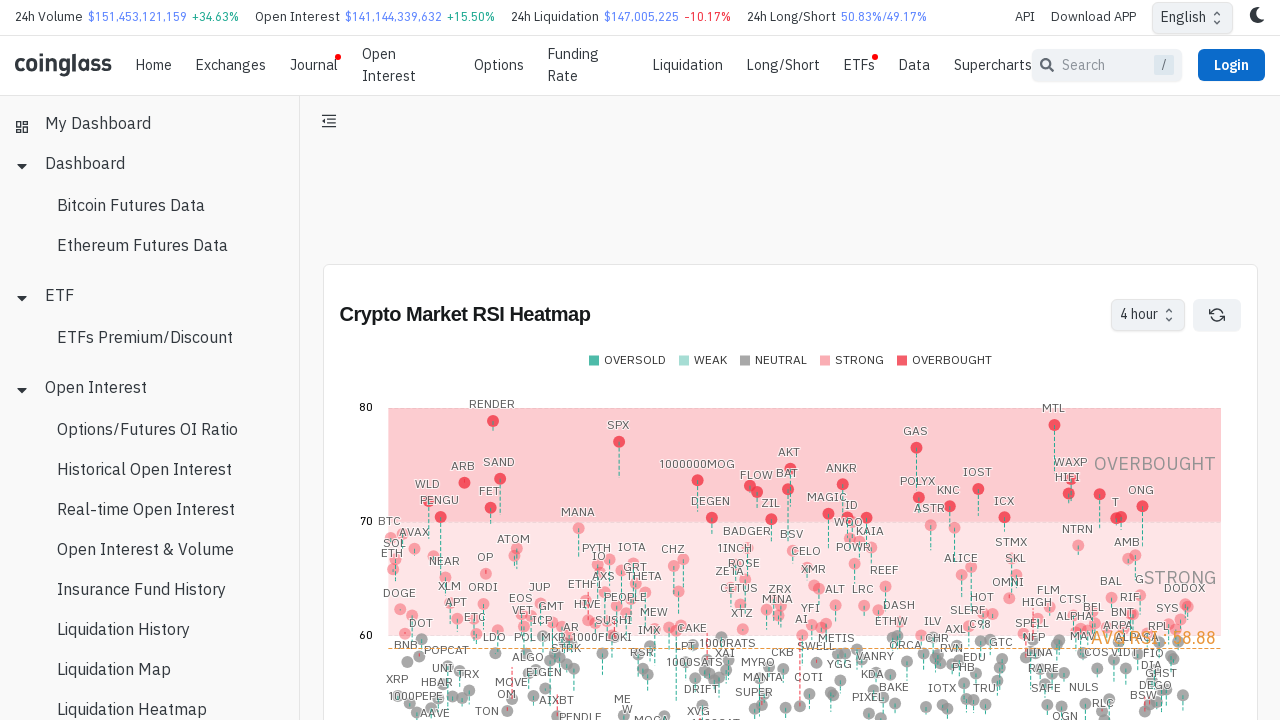 24h Volume $151,453,121,159 +34.63% Open Interest $141,144,339,632 +15.50% 24h Liquidation $147,005,225 -10.17% 24h Long/Short 50.83%/49.17% API Download APP English
coinglass Home Exchanges Journal Open Interest Options Funding Rate Liquidation Long/Short ETFs Data Supercharts Search / Login
My Dashboard
Dashboard
Bitcoin Futures Data
Ethereum Futures Data
ETF
ETFs Premium/Discount
Open Interest
Options/Futures OI Ratio
Historical Open Interest
Real-time Open Interest
Open Interest & Volume
Insurance Fund History
Liquidation History
Liquidation Map
Liquidation Heatmap
Crypto Market RSI Heatmap
4 hour
OVERSOLD WEAK NEUTRAL STRONG OVERBOUGHT
80
RENDER
MTL
SPX
GAS
AKT
ARB SAND 1000000MOG FLOW BAT ANKR IOST WAXP OVERBOUGHT
WLD FET HIFI
PENGU DEGEN ZIL MAGIC ID POLYX KNC ICX T ONG
MANA ASTR
70
BTC WOO KAIA NTRN
AVAX BADGER BSV
SOL ATOM PYTH IOTA 1INCH POWR STMX AMB
ETH NEAR OP IO CHZ CELO ALICE SKL
GRT ROSE XMR REEF
AXS THETA ZETA STRONG
DOGE XLM ORDI JUP ETHFI CETUS ZRX ALT LRC OMNI FLM BAL
APT EOS GMT HIVE PEOPLE MEW XTZ MINA YFI DASH SLERF HOT HIGH CTSI BEL RIF SYS DODOX
DOT ETC VET ICP AR SUSHI IMX CAKE AI ETHW ILV AXL C98 SPELL ALPHA BNT ARPA RPL
60
BNB LDO POL MKR 1000FLOKI LPT 1000RATS METIS ORCA CHR GTC NFP MAV ALPACA
POPCAT STRK RSR XAI CKB SWELL VANRY RVN LINA COS VIDT FIO
UNI TRX ALGO EIGEN 1000SATS MYRO YGG KDA EDU PHB RARE DIA
XRP HBAR MOVE DRIFT MANTA COTI BAKE IOTX TRU SAFE NULS GHST DEGO
1000PEPE OM AIXBT ME SUPER PIXEL RLC BSW
AAVE TON PENDLE W XVG OGN